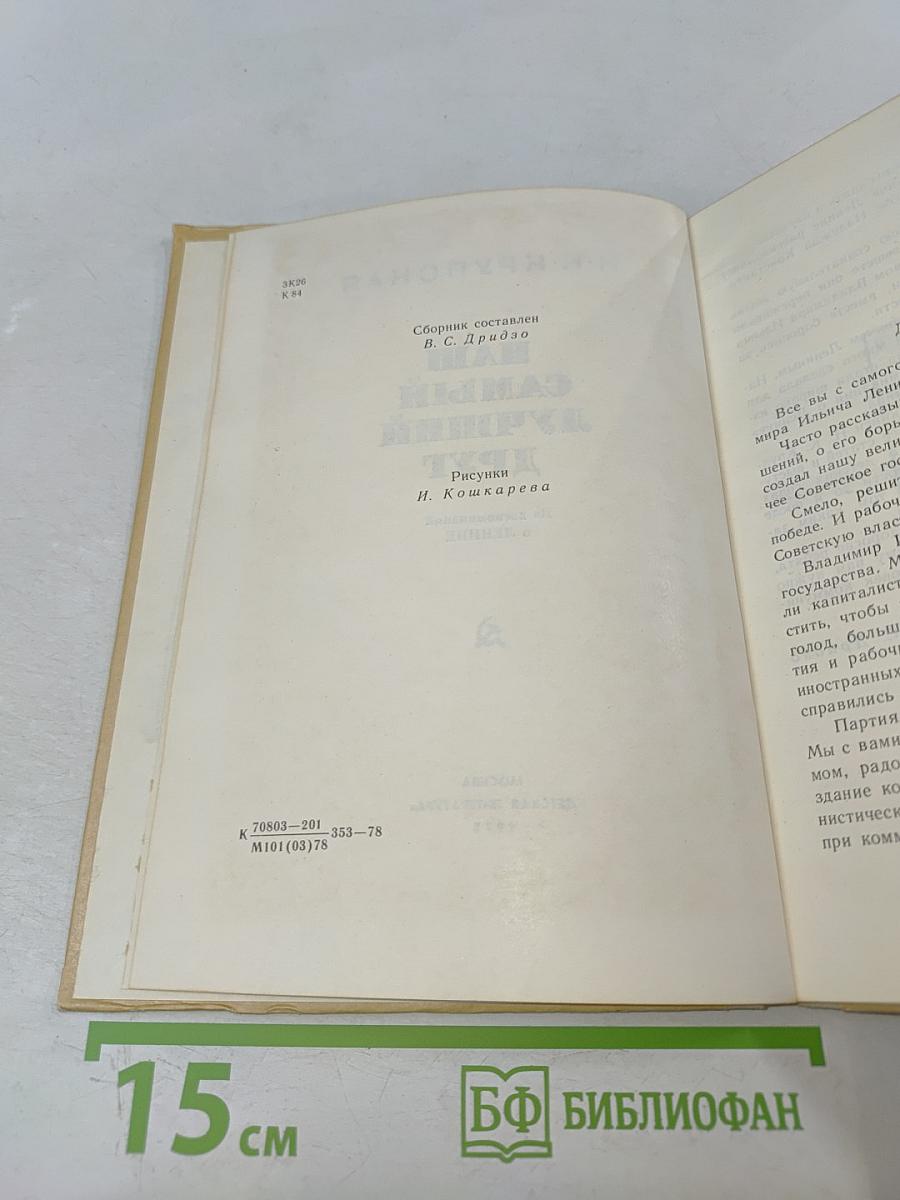 3К26
К 84
Сборник составлен
В. С. Дридзо
Рисунки
И. Кошкарева
К 70803—201 353—78
М101(03)78
Все вы с самого
мира Ильича Лени
Часто рассказы
шений, о его борь
создал нашу вели
чее Советское гос
Смело, решит
победе. И рабоч
Советскую влас
Владимир
государства. М
ли капиталист
стить, чтобы
голод, больш
тия и рабочи
иностранных
справились
Партия
Мы с вами
мом, радо
здание ко
нистическ
при комм
15 см
БФ БИБЛИОФАН